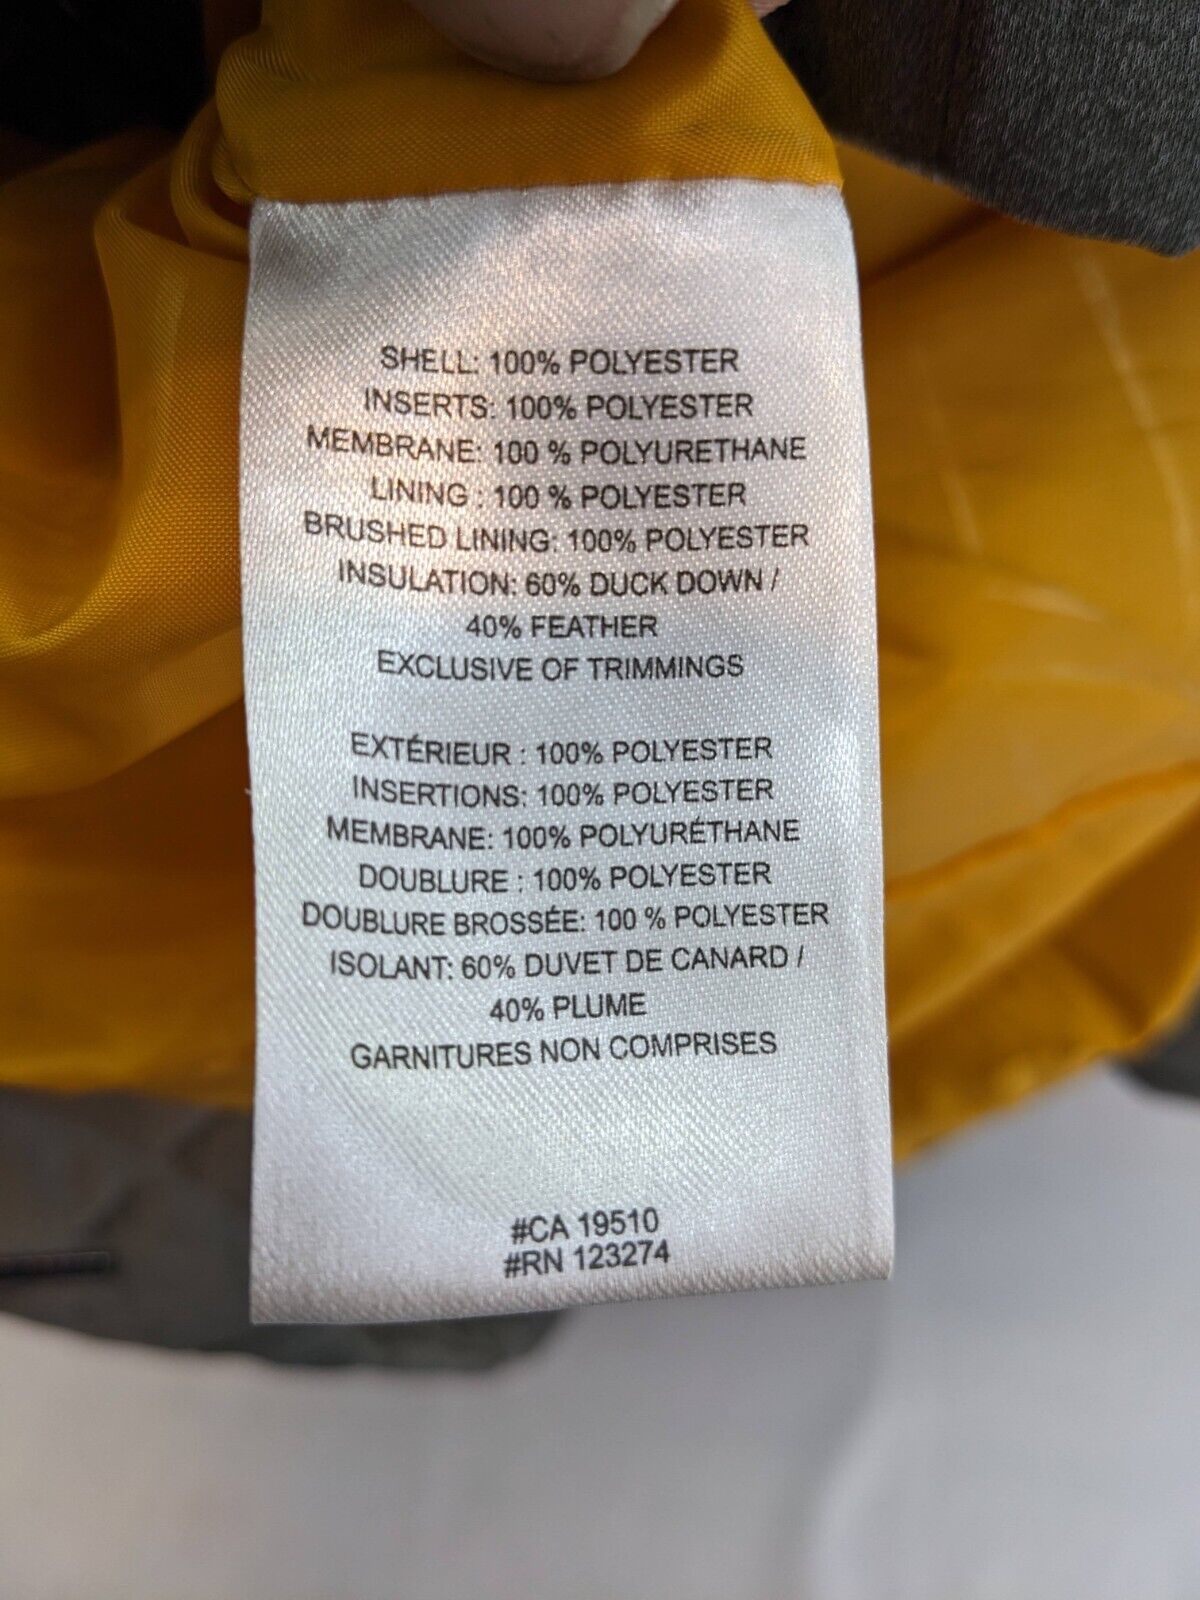 SHELL: 100% POLYESTER
INSERTS: 100% POLYESTER
MEMBRANE: 100 % POLYURETHANE
LINING : 100 % POLYESTER
BRUSHED LINING: 100% POLYESTER
INSULATION: 60% DUCK DOWN /
40% FEATHER
EXCLUSIVE OF TRIMMINGS
EXTÉRIEUR : 100% POLYESTER
INSERTIONS: 100% POLYESTER
MEMBRANE: 100% POLYURÉTHANE
DOUBLURE : 100% POLYESTER
DOUBLURE BROSSÉE: 100 % POLYESTER
ISOLANT: 60% DUVET DE CANARD /
40% PLUME
GARNITURES NON COMPRISES
#CA 19510
#RN 123274